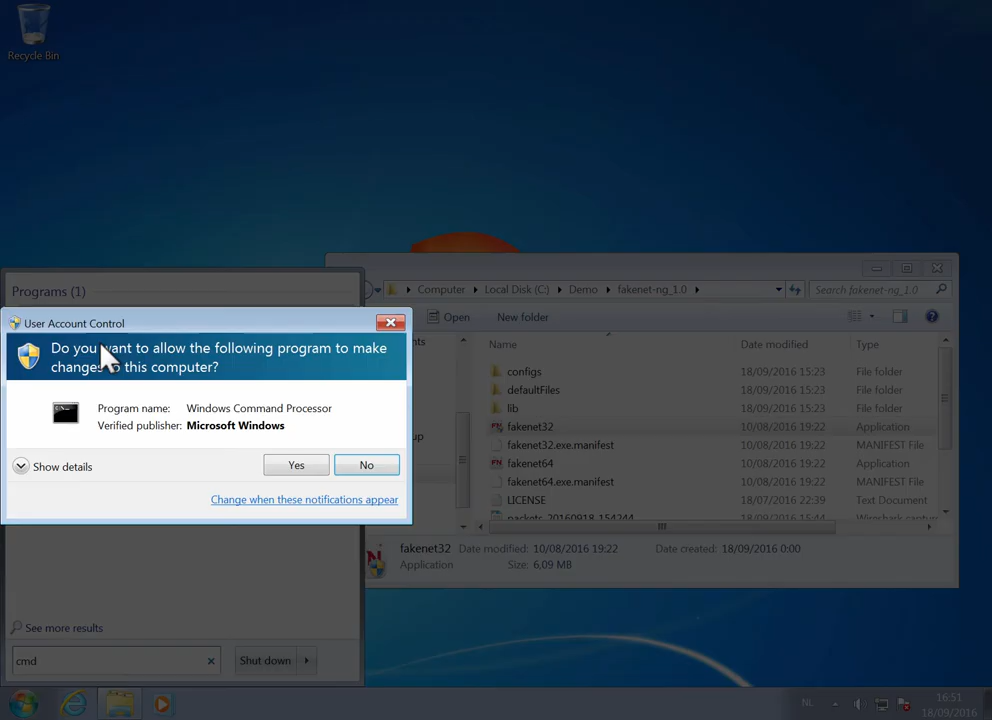 Recycle Bin
Programs (1)
User Account Control
Do you want to allow the following program to make
changes to this computer?
Program name: Windows Command Processor
Verified publisher: Microsoft Windows
Show details
Yes No
Change when these notifications appear
See more results
cmd
Shut down
Computer Local Disk (C:) Demo fakenet-ng_1.0
Search fakenet-ng_1.0
Open New folder
Name Date modified Type
configs 18/09/2016 15:23 File folder
defaultFiles 18/09/2016 15:23 File folder
lib 18/09/2016 15:23 File folder
fakenet32 10/08/2016 19:22 Application
fakenet32.exe.manifest 10/08/2016 19:22 MANIFEST File
fakenet64 10/08/2016 19:22 Application
fakenet64.exe.manifest 10/08/2016 19:22 MANIFEST File
LICENSE 18/07/2016 22:39 Text Document
packets_20160918_154244 18/09/2016 15:44 Wireshark captu
fakenet32 Date modified: 10/08/2016 19:22 Date created: 18/09/2016 0:00
Application Size: 6,09 MB
NL
16:51
18/09/2016